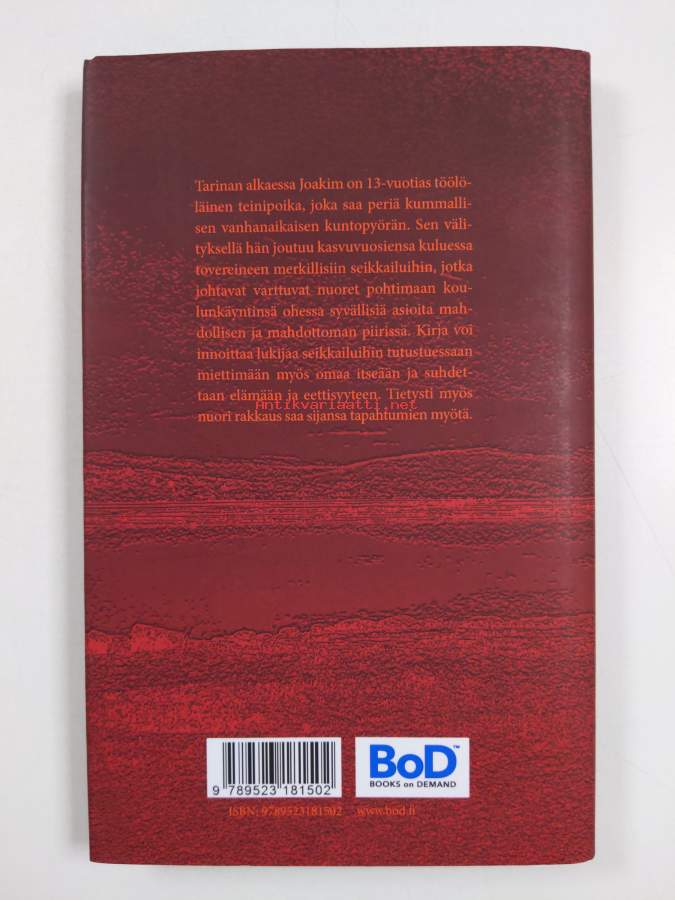 Tarinan alkaessa Joakim on 13-vuotias töölö-
läinen teinipoika, joka saa periä kummalli-
sen vanhanaikaisen kuntopyörän. Sen väli-
tyksellä hän joutuu kasvuvuosiensa kuluessa
tovereineen merkillisiin seikkailuihin, jotka
johtavat varttuvat nuoret pohtimaan kou-
lunkäyntinsä ohessa syvällisiä asioita mah-
dollisen ja mahdottoman piirissä. Kirja voi
innoittaa lukijaa seikkailuihin tutustuessaan
miettimään myös omaa itseään ja suhdet-
taan elämään ja eettisyyteen. Tietysti myös
Antikvariaatti.net
nuori rakkaus saa sijansa tapahtumien myötä.
BoD™
BOOKS on DEMAND
9 789523 181502
ISBN: 9789523181502 www.bod.fi